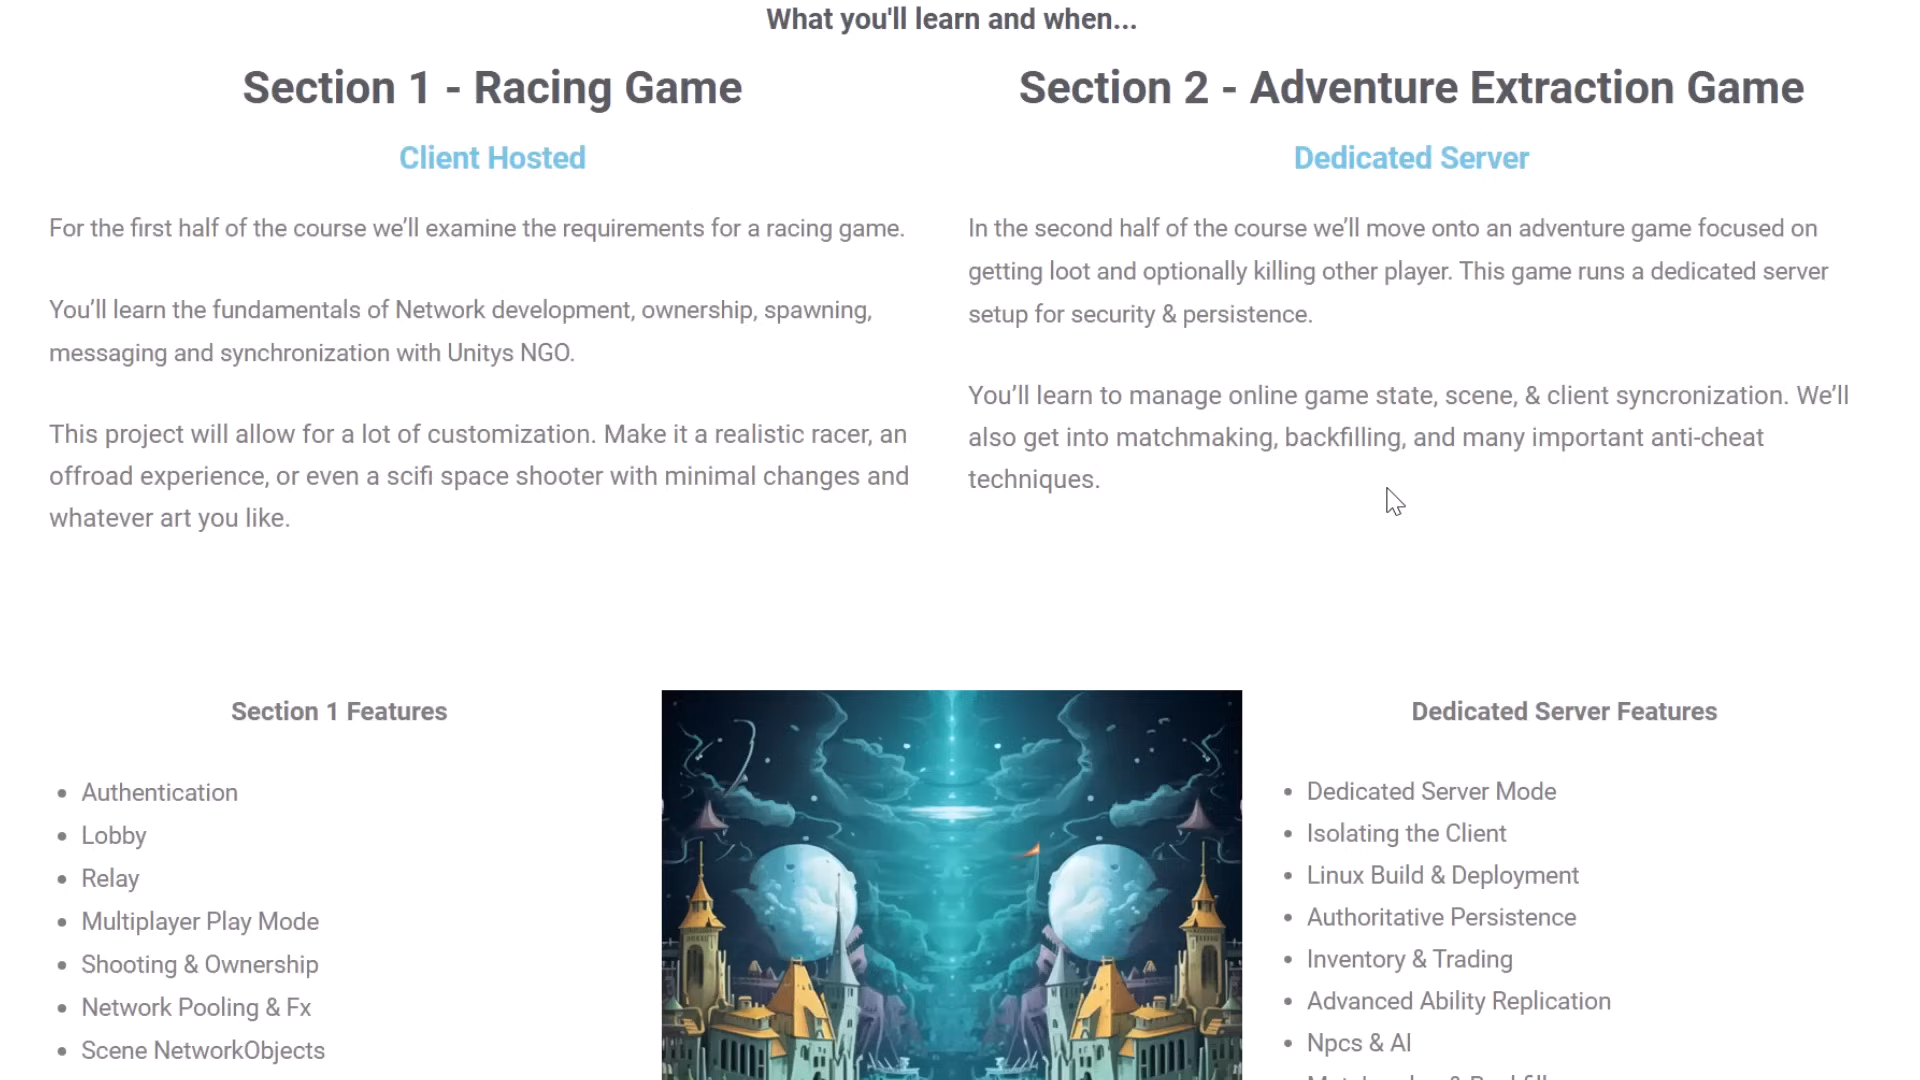 What you'll learn and when...
Section 1 - Racing Game
Client Hosted
For the first half of the course we’ll examine the requirements for a racing game.
You’ll learn the fundamentals of Network development, ownership, spawning,
messaging and synchronization with Unitys NGO.
This project will allow for a lot of customization. Make it a realistic racer, an
offroad experience, or even a scifi space shooter with minimal changes and
whatever art you like.
Section 2 - Adventure Extraction Game
Dedicated Server
In the second half of the course we’ll move onto an adventure game focused on
getting loot and optionally killing other player. This game runs a dedicated server
setup for security & persistence.
You’ll learn to manage online game state, scene, & client syncronization. We’ll
also get into matchmaking, backfilling, and many important anti-cheat
techniques.
Section 1 Features
Authentication
Lobby
Relay
Multiplayer Play Mode
Shooting & Ownership
Network Pooling & Fx
Scene NetworkObjects
Dedicated Server Features
Dedicated Server Mode
Isolating the Client
Linux Build & Deployment
Authoritative Persistence
Inventory & Trading
Advanced Ability Replication
Npcs & AI